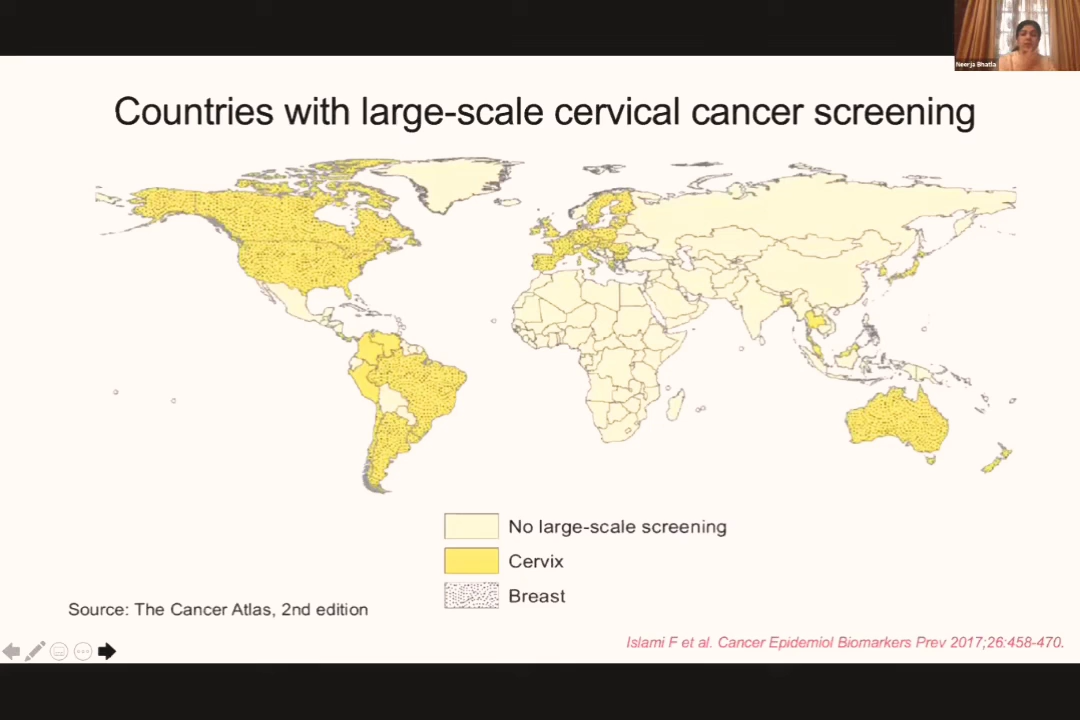 Neerja Bhatla
Countries with large-scale cervical cancer screening
No large-scale screening
Cervix
Breast
Source: The Cancer Atlas, 2nd edition
Islami F et al. Cancer Epidemiol Biomarkers Prev 2017;26:458-470.